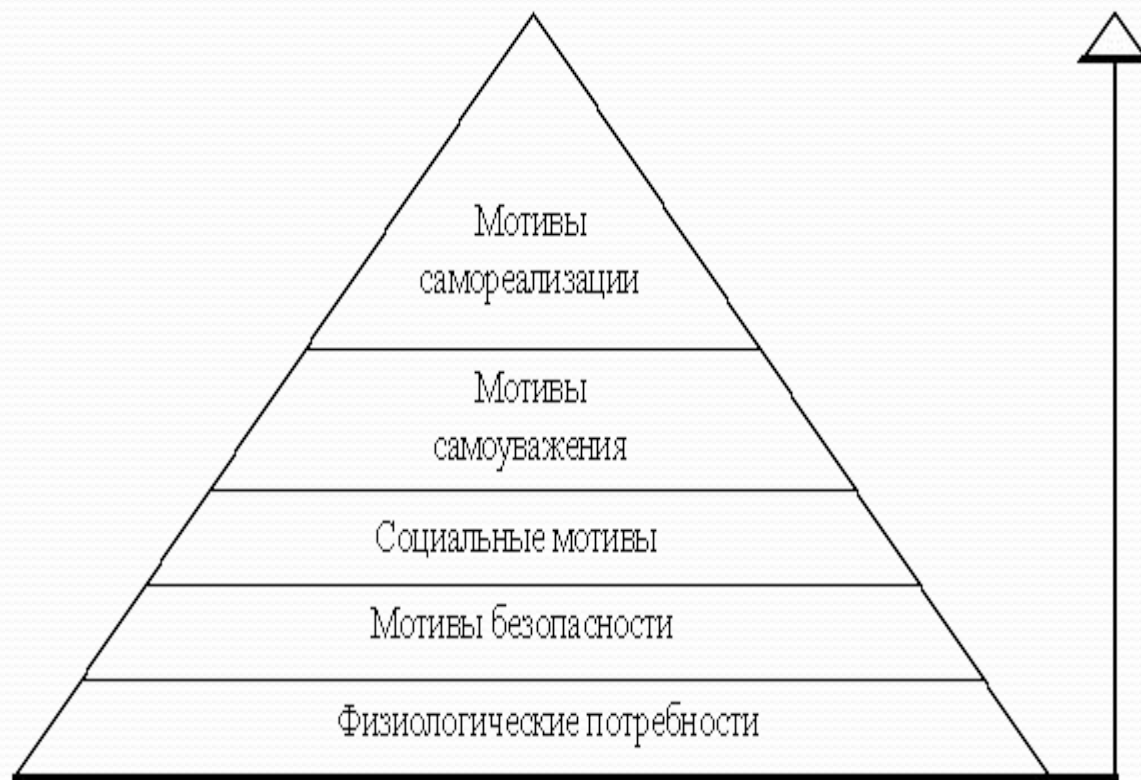 Мотивы
самореализации
Мотивы
самоуважения
Социальные мотивы
Мотивы безопасности
Физиологические потребности